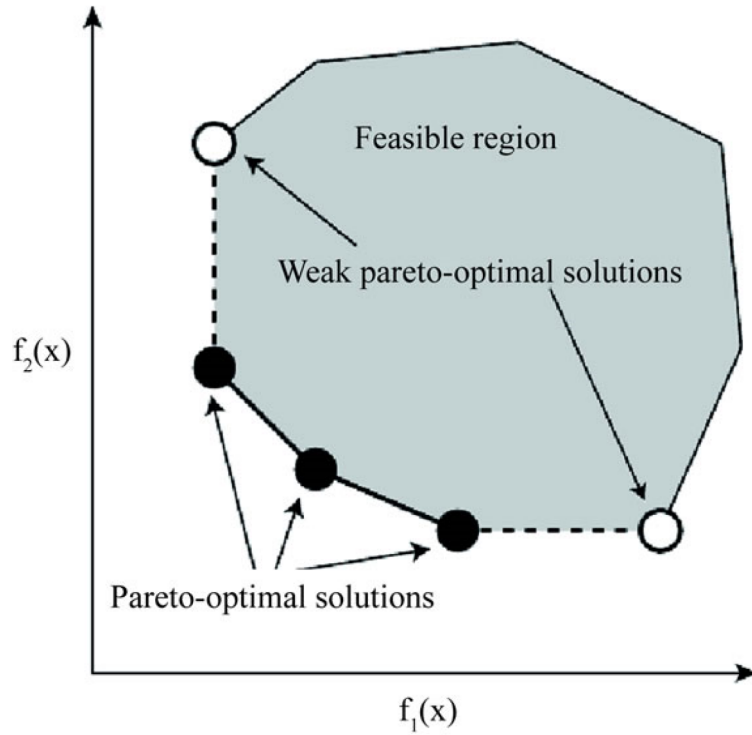 Feasible region
Weak pareto-optimal solutions
f₂(x)
Pareto-optimal solutions
f₁(x)